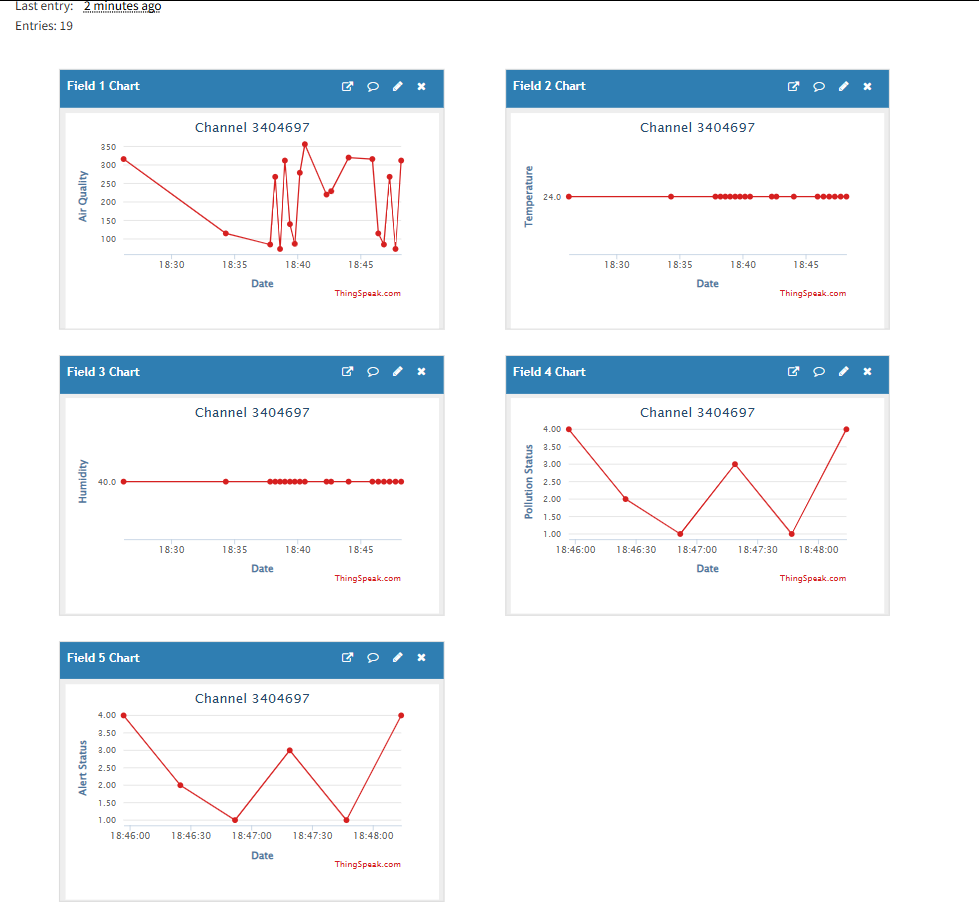 Last entry: 2 minutes ago
Entries: 19
Field 1 Chart
Channel 3404697
Air Quality
350
300
250
200
150
100
18:30 18:35 18:40 18:45
Date
ThingSpeak.com
Field 2 Chart
Channel 3404697
Temperature
24.0
18:30 18:35 18:40 18:45
Date
ThingSpeak.com
Field 3 Chart
Channel 3404697
Humidity
40.0
18:30 18:35 18:40 18:45
Date
ThingSpeak.com
Field 4 Chart
Channel 3404697
Pollution Status
4.00
3.50
3.00
2.50
2.00
1.50
1.00
18:46:00 18:46:30 18:47:00 18:47:30 18:48:00
Date
ThingSpeak.com
Field 5 Chart
Channel 3404697
Alert Status
4.00
3.50
3.00
2.50
2.00
1.50
1.00
18:46:00 18:46:30 18:47:00 18:47:30 18:48:00
Date
ThingSpeak.com